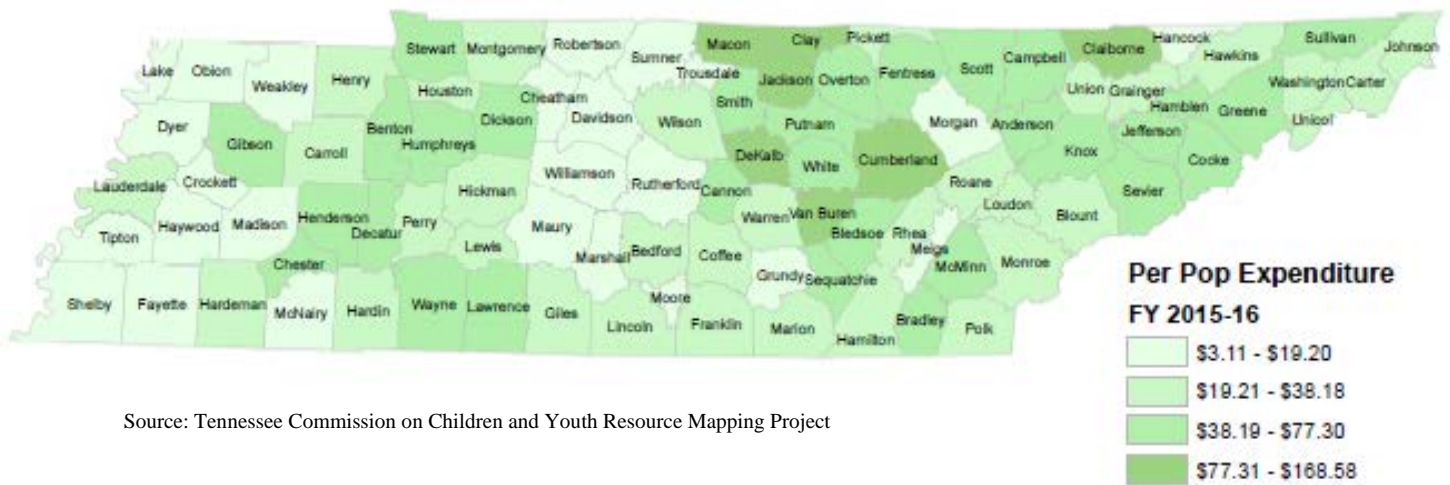 Stewart Montgomery Robertson Sumner Macon Clay Pickett Claiborne Hancock Sullivan Johnson
Lake Obion Weakley Henry Houston Cheatham Trousdale Jackson Overton Fentress Scott Campbell Union Grainger Hawkins Washington Carter
Dyer Gibson Carroll Benton Humphreys Dickson Davidson Wilson Smith Putnam Morgan Anderson Jefferson Hamblen Greene Unicoi
Lauderdale Crockett Hickman Williamson Rutherford Cannon DeKalb White Cumberland Roane Loudon Knox Sevier Cocke
Tipton Haywood Madison Henderson Decatur Perry Lewis Maury Marshall Bedford Coffee Warren Van Buren Bledsoe Rhea Meigs McMinn Monroe Blount
Shelby Fayette Hardeman Chester McNairy Hardin Wayne Lawrence Giles Lincoln Moore Franklin Grundy Sequatchie Marion Hamilton Bradley Polk
Per Pop Expenditure
FY 2015-16
$3.11 - $19.20
$19.21 - $38.18
$38.19 - $77.30
$77.31 - $168.58
Source: Tennessee Commission on Children and Youth Resource Mapping Project